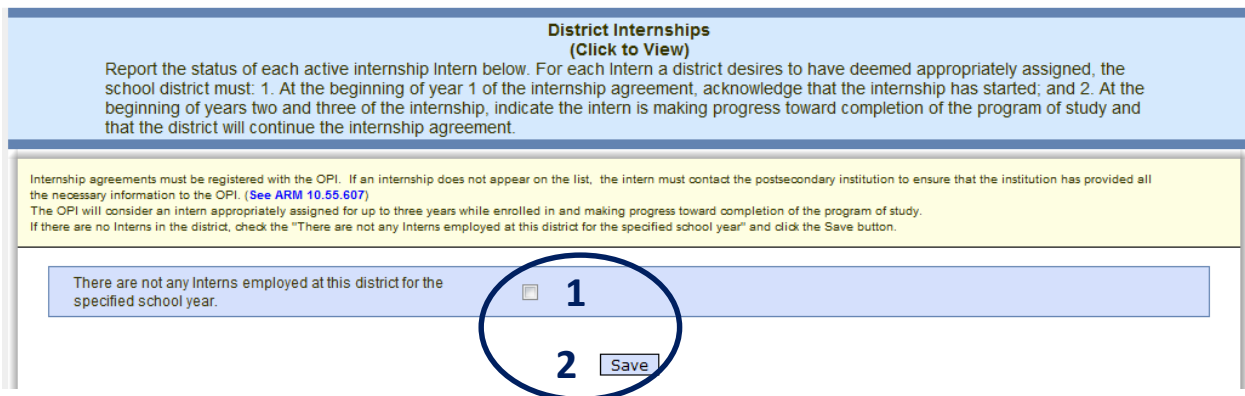 District Internships
(Click to View)
Report the status of each active internship Intern below. For each Intern a district desires to have deemed appropriately assigned, the
school district must: 1. At the beginning of year 1 of the internship agreement, acknowledge that the internship has started; and 2. At the
beginning of years two and three of the internship, indicate the intern is making progress toward completion of the program of study and
that the district will continue the internship agreement.
Internship agreements must be registered with the OPI. If an internship does not appear on the list, the intern must contact the postsecondary institution to ensure that the institution has provided all
the necessary information to the OPI. (See ARM 10.55.607)
The OPI will consider an intern appropriately assigned for up to three years while enrolled in and making progress toward completion of the program of study.
If there are no Interns in the district, check the "There are not any Interns employed at this district for the specified school year" and click the Save button.
There are not any Interns employed at this district for the
specified school year.
1
2 Save